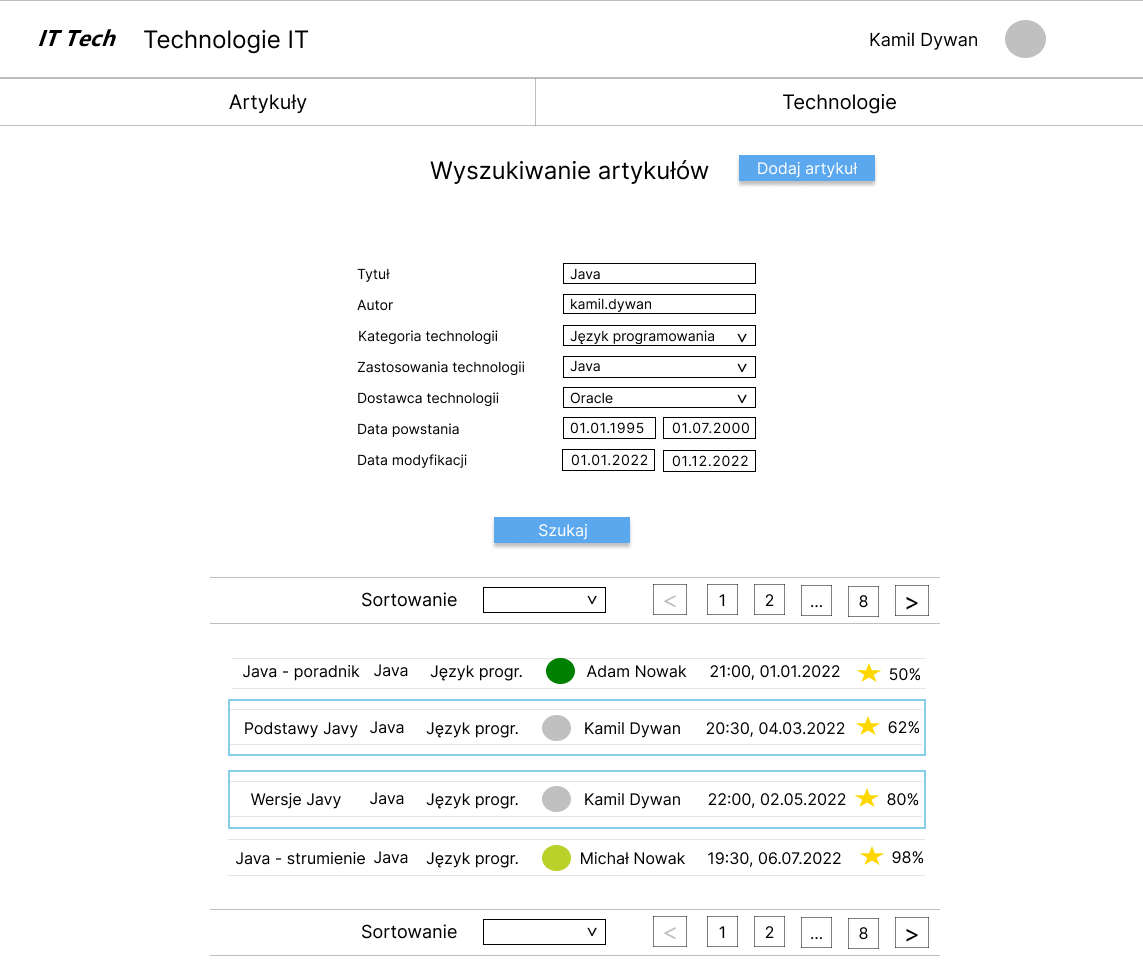 IT Tech Technologie IT Kamil Dywan
Artykuły Technologie
Wyszukiwanie artykułów Dodaj artykuł
Tytuł Java
Autor kamil.dywan
Kategoria technologii Język programowania v
Zastosowania technologii Java v
Dostawca technologii Oracle v
Data powstania 01.01.1995 01.07.2000
Data modyfikacji 01.01.2022 01.12.2022
Szukaj
Sortowanie v < 1 2 ... 8 >
Java - poradnik Java Język progr. Adam Nowak 21:00, 01.01.2022 50%
Podstawy Javy Java Język progr. Kamil Dywan 20:30, 04.03.2022 62%
Wersje Javy Java Język progr. Kamil Dywan 22:00, 02.05.2022 80%
Java - strumienie Java Język progr. Michał Nowak 19:30, 06.07.2022 98%
Sortowanie v < 1 2 ... 8 >